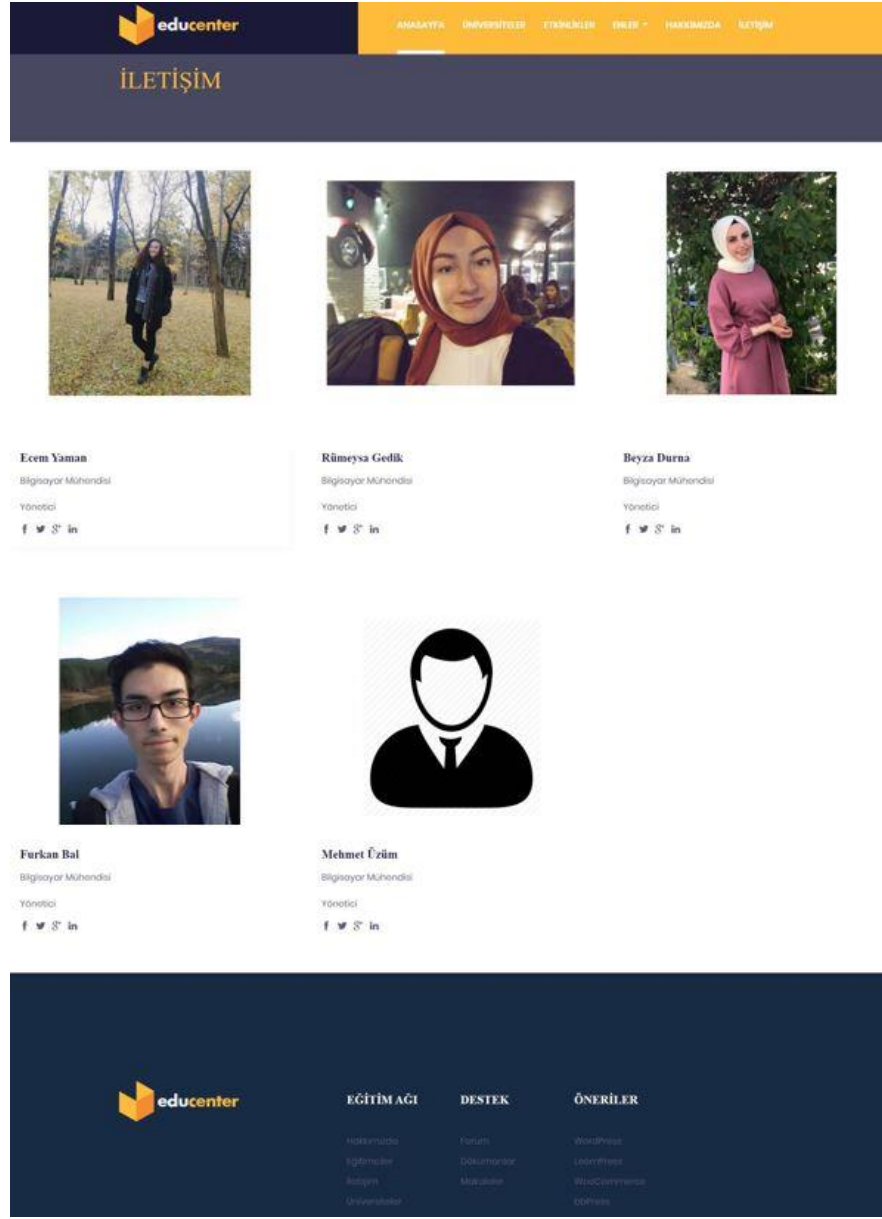 educenter
ANASAYFA ÜNİVERSİTELER ETKİNLİKLER ENLER HAKKIMIZDA İLETİŞİM
İLETİŞİM
Ecem Yaman Rümeysa Gedik Beyza Durna
Bilgisayar Mühendisi Bilgisayar Mühendisi Bilgisayar Mühendisi
Yönetici Yönetici Yönetici
Furkan Bal Mehmet Üzüm
Bilgisayar Mühendisi Bilgisayar Mühendisi
Yönetici Yönetici
educenter
EĞİTİM AĞI DESTEK ÖNERİLER
Hakkımızda Forum WordPress
Eğitimciler Dökümanlar LearnPress
İletişim Makaleler WooCommerce
Üniversiteler bbPress